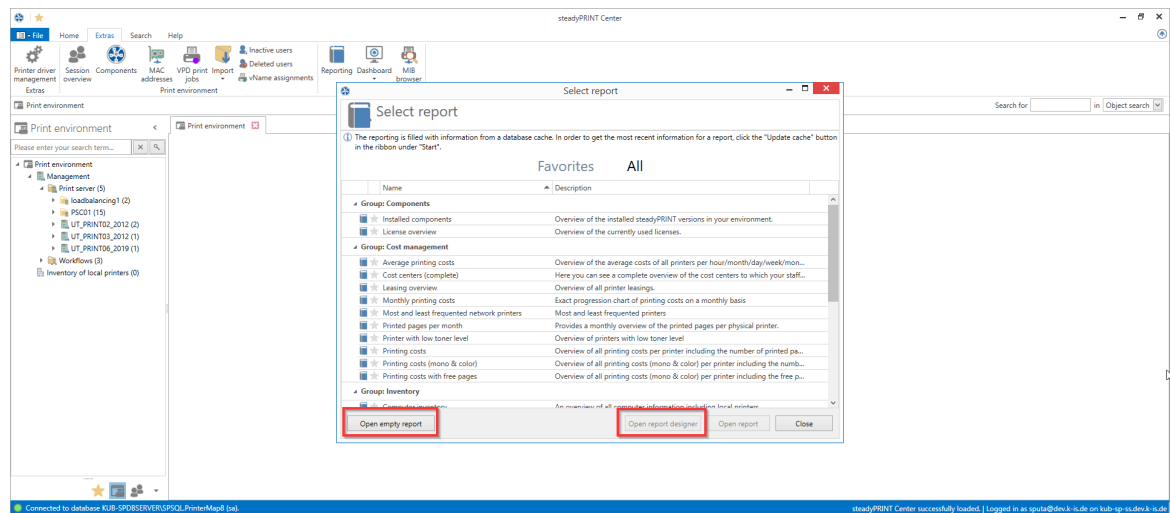 steadyPRINT Center
File Home Extras Search Help
Printer driver management
Session overview
Components
MAC addresses
VPD print jobs
Import
Inactive users
Deleted users
vName assignments
Reporting
Dashboard
MIB browser
Extras
Print environment
Print environment
Search for in Object search
Print environment
Please enter your search term...
Print environment
Management
Print server (5)
loadbalancing1 (2)
PSC01 (15)
UT_PRINT02_2012 (2)
UT_PRINT03_2012 (1)
UT_PRINT06_2019 (1)
Workflows (3)
Inventory of local printers (0)
Print environment
Select report
Select report
The reporting is filled with information from a database cache. In order to get the most recent information for a report, click the "Update cache" button
in the ribbon under "Start".
Favorites All
Name Description
Group: Components
Installed components Overview of the installed steadyPRINT versions in your environment.
License overview Overview of the currently used licenses.
Group: Cost management
Average printing costs Overview of the average costs of all printers per hour/month/day/week/mon...
Cost centers (complete) Here you can see a complete overview of the cost centers to which your staff...
Leasing overview Overview of all printer leasings.
Monthly printing costs Exact progression chart of printing costs on a monthly basis
Most and least frequented network printers Most and least frequented printers
Printed pages per month Provides a monthly overview of the printed pages per physical printer.
Printer with low toner level Overview of printers with low toner level
Printing costs Overview of all printing costs per printer including the number of printed pa...
Printing costs (mono & color) Overview of all printing costs (mono & color) per printer including the numb...
Printing costs with free pages Overview of all printing costs (mono & color) per printer including the free p...
Group: Inventory
Computer inventory An overview of all computer information including local printers
Open empty report Open report designer Open report Close
Connected to database KUB-SPDBSERVER\SPSQL.PrinterMap8 (sa).
steadyPRINT Center successfully loaded. | Logged in as sputa@dev.k-is.de on kub-sp-ss.dev.k-is.de